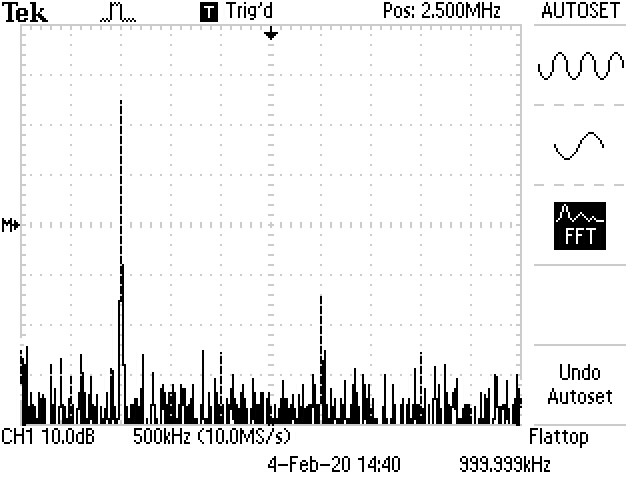 Tek T Trig'd Pos: 2.500MHz AUTOSET
M
FFT
Undo
Autoset
CH1 10.0dB 500kHz (10.0MS/s) Flattop
4-Feb-20 14:40 999.999kHz